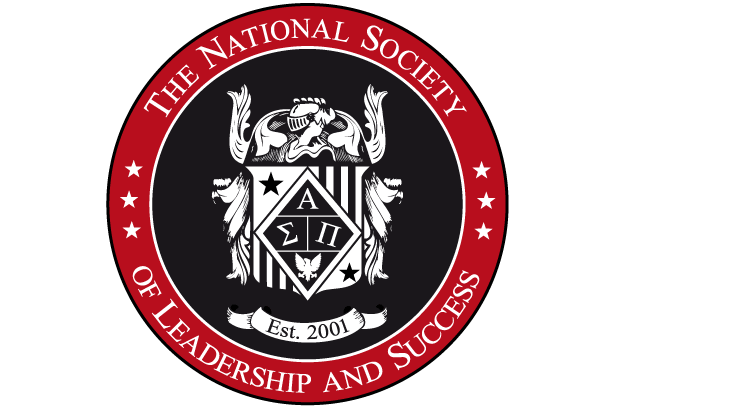 THE NATIONAL SOCIETY
OF LEADERSHIP AND SUCCESS
Α
Σ Π
Est. 2001